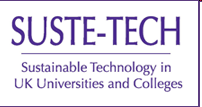 SUSTE-TECH
Sustainable Technology in
UK Universities and Colleges